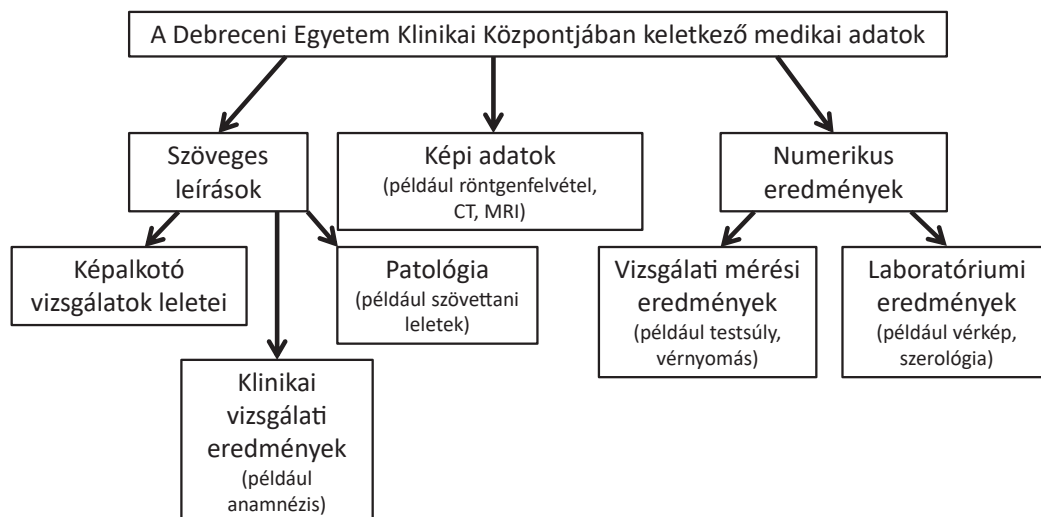 A Debreceni Egyetem Klinikai Központjában keletkező medikai adatok
Szöveges
leírások
Képi adatok
(például röntgenfelvétel,
CT, MRI)
Numerikus
eredmények
Képalkotó
vizsgálatok leletei
Patológia
(például szövettani
leletek)
Vizsgálati mérési
eredmények
(például testsúly,
vérnyomás)
Laboratóriumi
eredmények
(például vérkép,
szerológia)
Klinikai
vizsgálati
eredmények
(például
anamnézis)